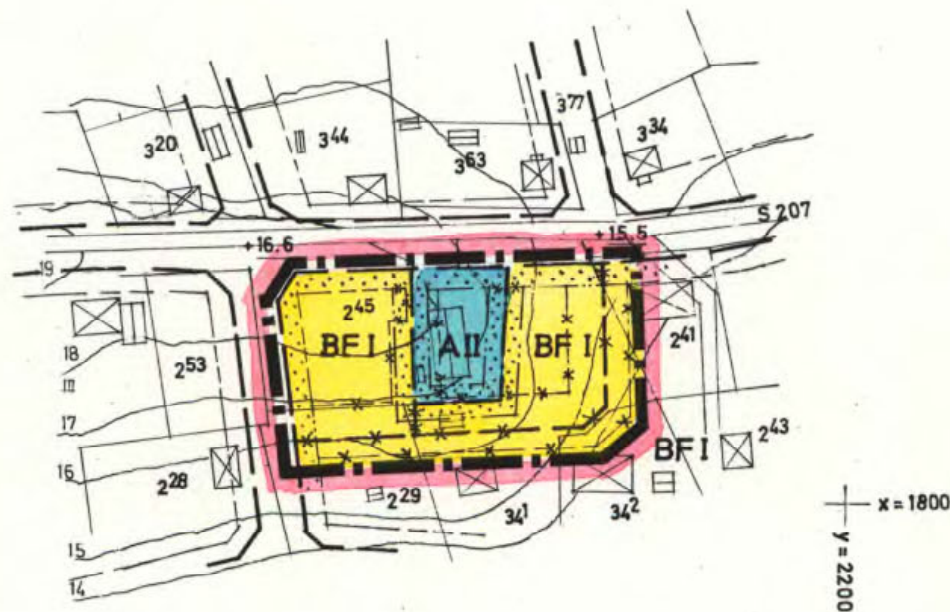 3⁷⁷
3²⁰
3⁴⁴
3⁶³
3³⁴
S 207
+16,6
+15,5
19
2⁴⁵
BF I
A II
BF I
2⁴¹
18
2⁵³
III
17
2⁴³
BF I
16
2²⁸
2²⁹
34¹
34²
x = 1800
y = 2200
15
14